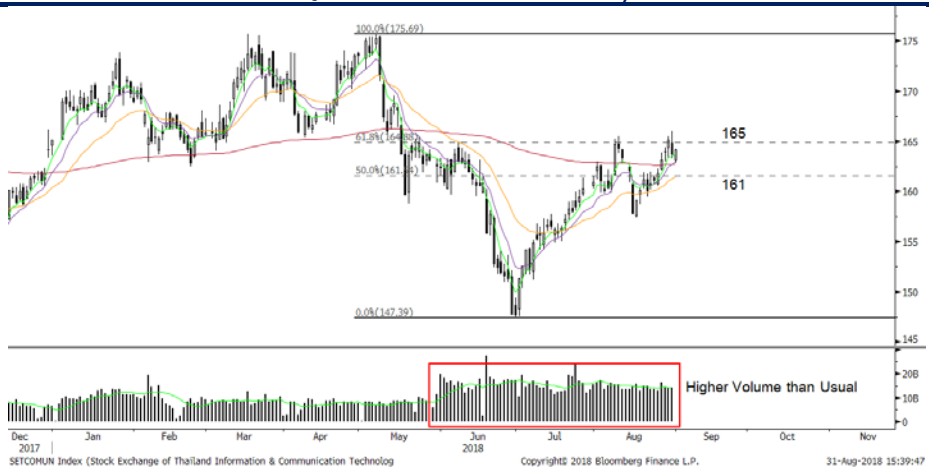 100.0%(175.69)
175
170
165
61.8%(164.88)
165
50.0%(161.54)
161
160
155
150
0.0%(147.39)
145
20B
10B
0
Higher Volume than Usual
Dec Jan Feb Mar Apr May Jun Jul Aug Sep Oct Nov
2017 2018
SETCOMUN Index (Stock Exchange of Thailand Information & Communication Technolog
Copyright© 2018 Bloomberg Finance L.P.
31-Aug-2018 15:39:47